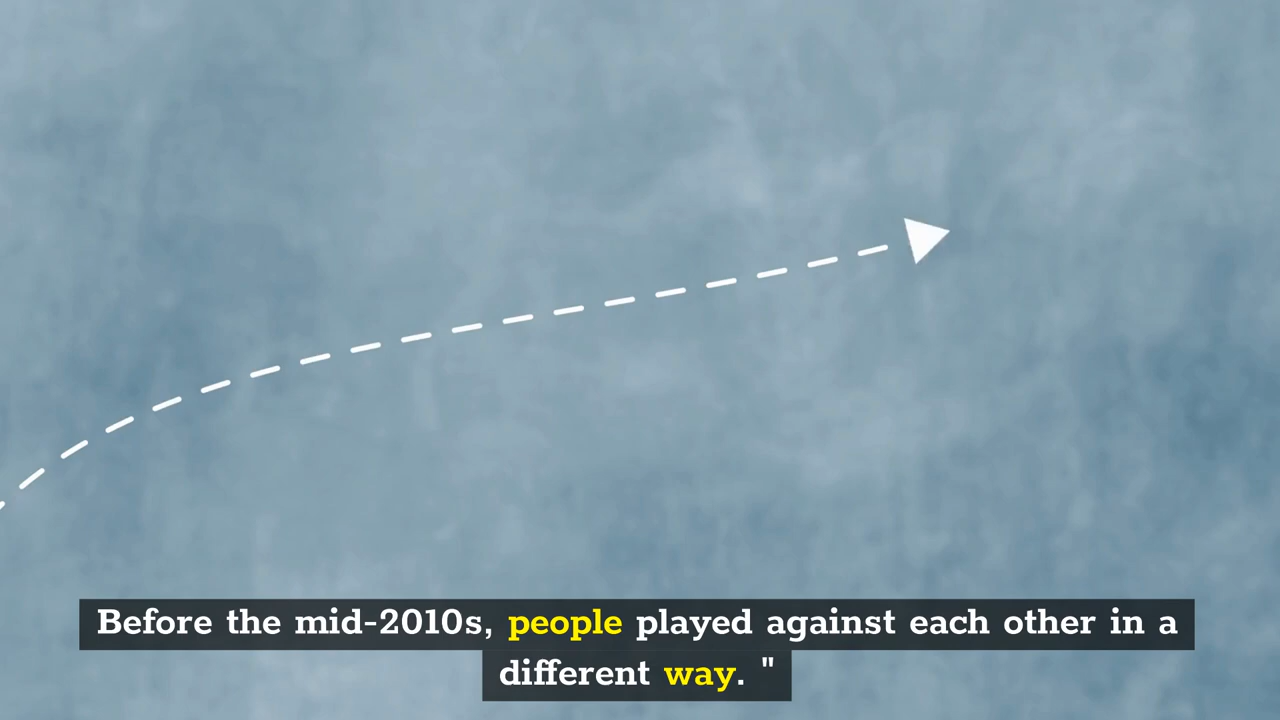 Before the mid-2010s, people played against each other in a
different way. "